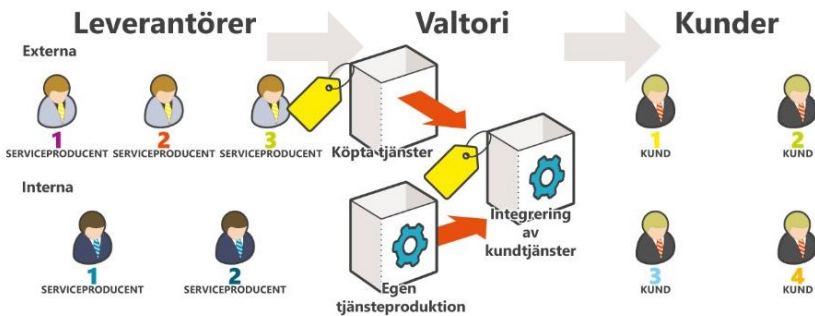 Leverantörer
Valtori
Kunder
Externa
1
SERVICEPRODUCENT
2
SERVICEPRODUCENT
3
SERVICEPRODUCENT
Köpta tjänster
1
KUND
2
KUND
Interna
1
SERVICEPRODUCENT
2
SERVICEPRODUCENT
Egen
tjänsteproduktion
Integrering
av
kundtjänster
3
KUND
4
KUND